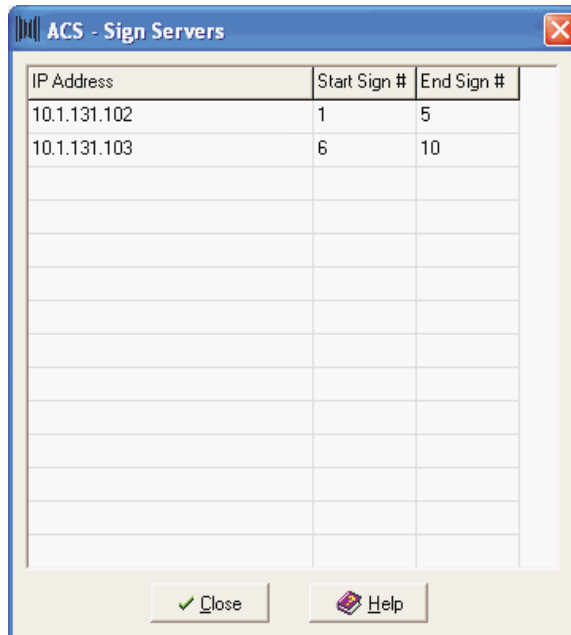 ACS - Sign Servers
IP Address Start Sign # End Sign #
10.1.131.102 1 5
10.1.131.103 6 10
Close Help